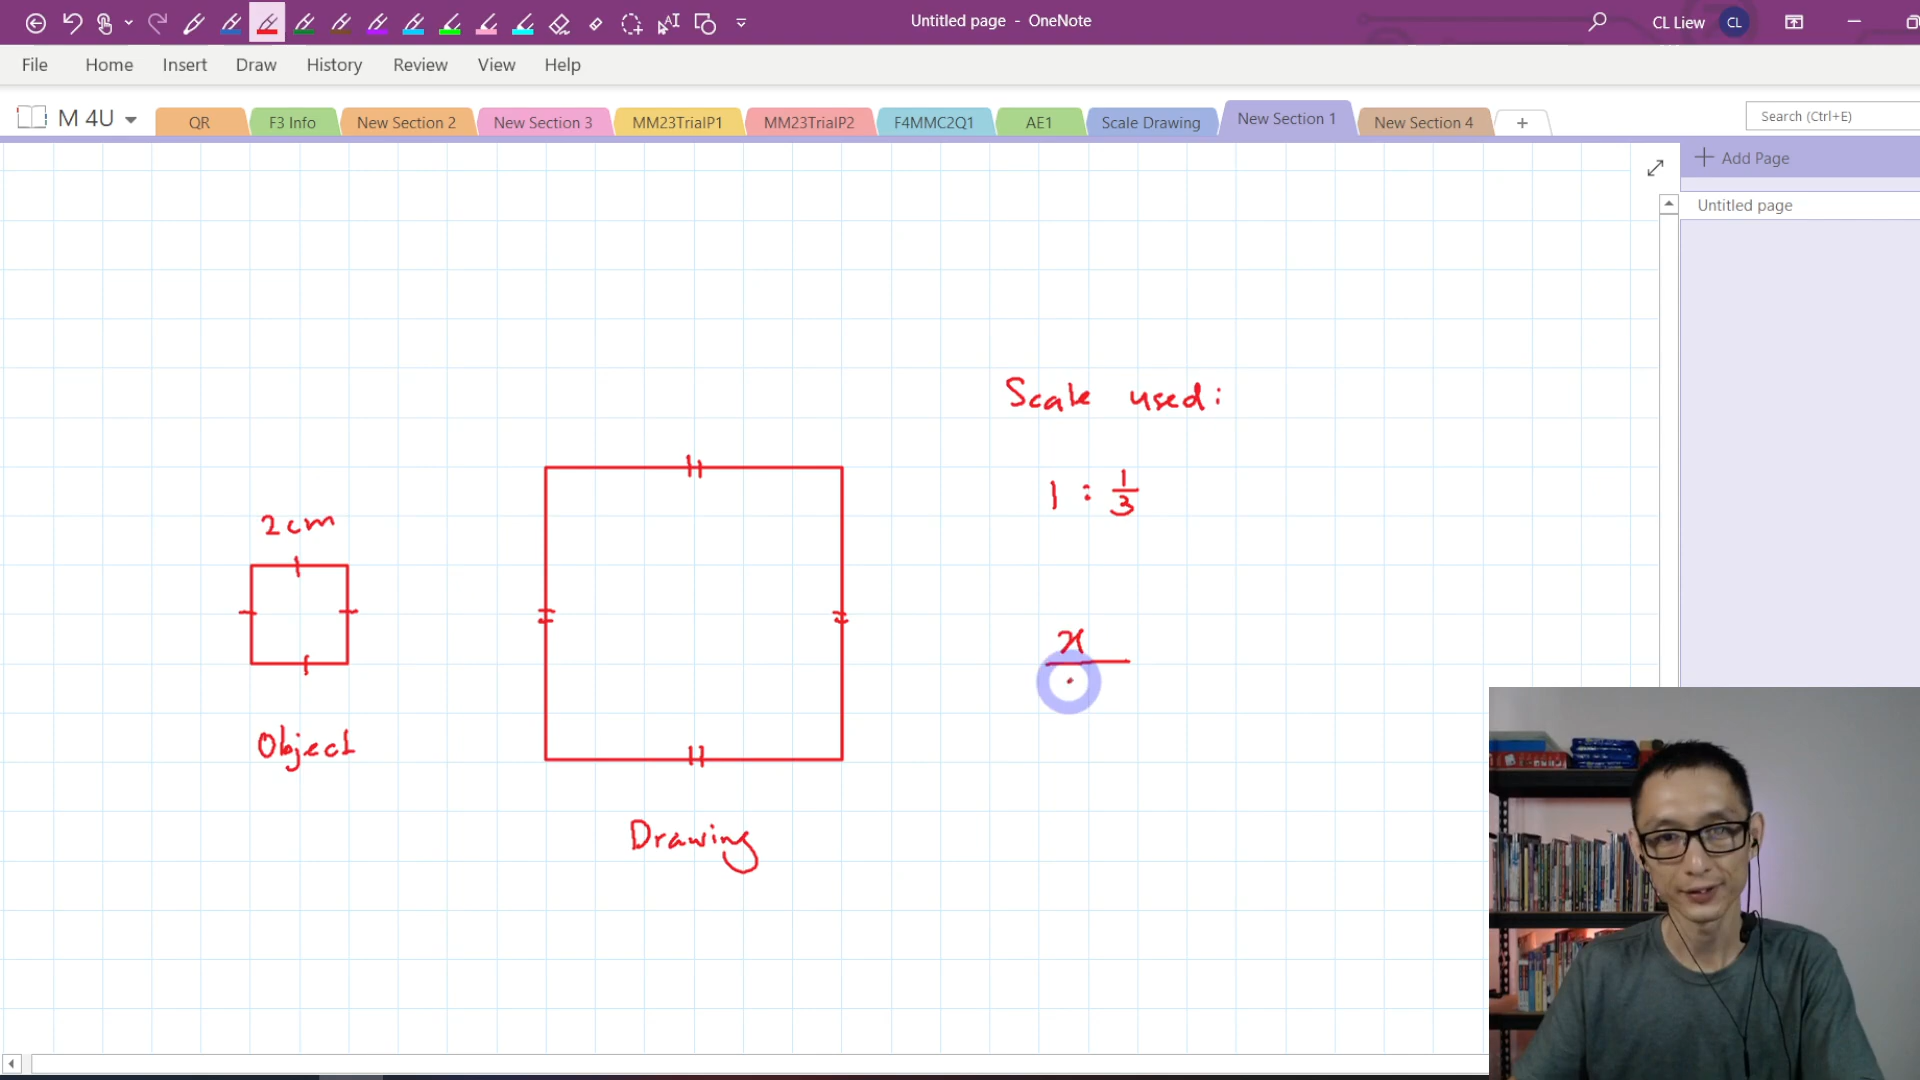 Untitled page - OneNote
CL Liew CL
File Home Insert Draw History Review View Help
M 4U QR F3 Info New Section 2 New Section 3 MM23TrialP1 MM23TrialP2 F4MMC2Q1 AE1 Scale Drawing New Section 1 New Section 4 + Search (Ctrl+E)
Add Page
Untitled page
Scale used:
1 : 1/3
2cm
x
Object
Drawing